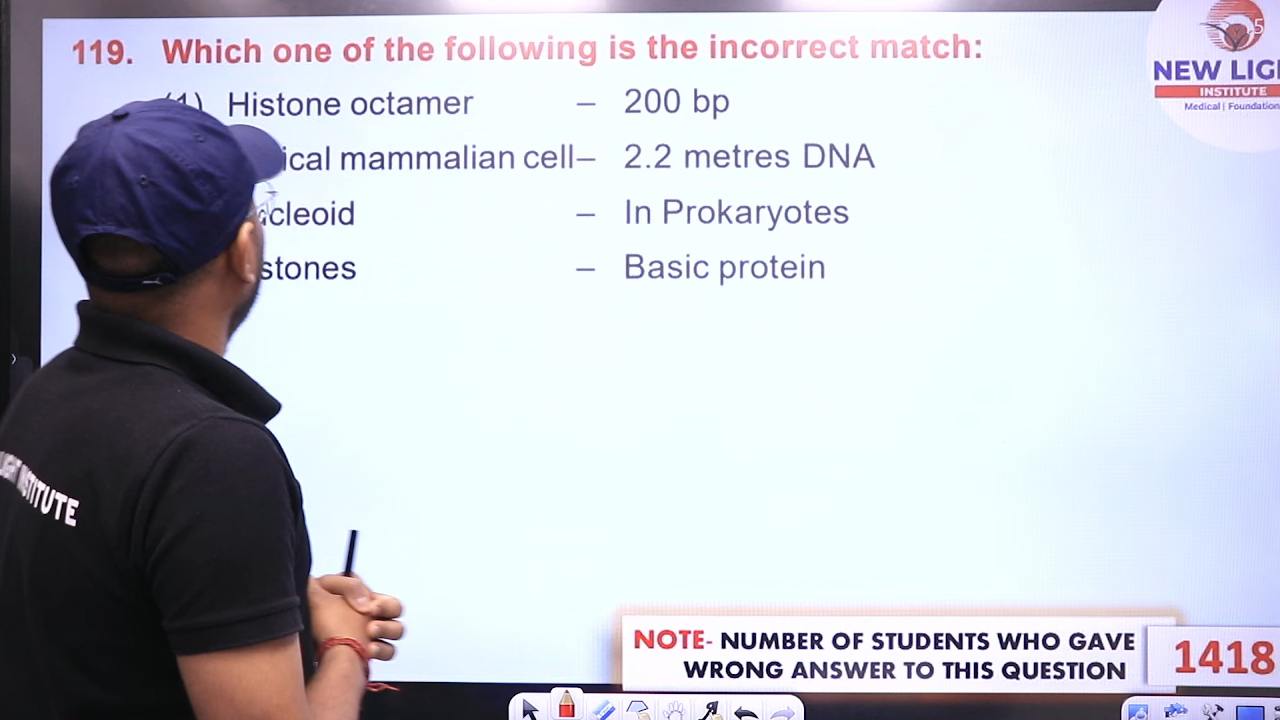 119. Which one of the following is the incorrect match:
(1) Histone octamer – 200 bp
ical mammalian cell– 2.2 metres DNA
cleoid – In Prokaryotes
stones – Basic protein
NEW LIGH
INSTITUTE
Medical | Foundation
INSTITUTE
NOTE- NUMBER OF STUDENTS WHO GAVE
WRONG ANSWER TO THIS QUESTION
1418